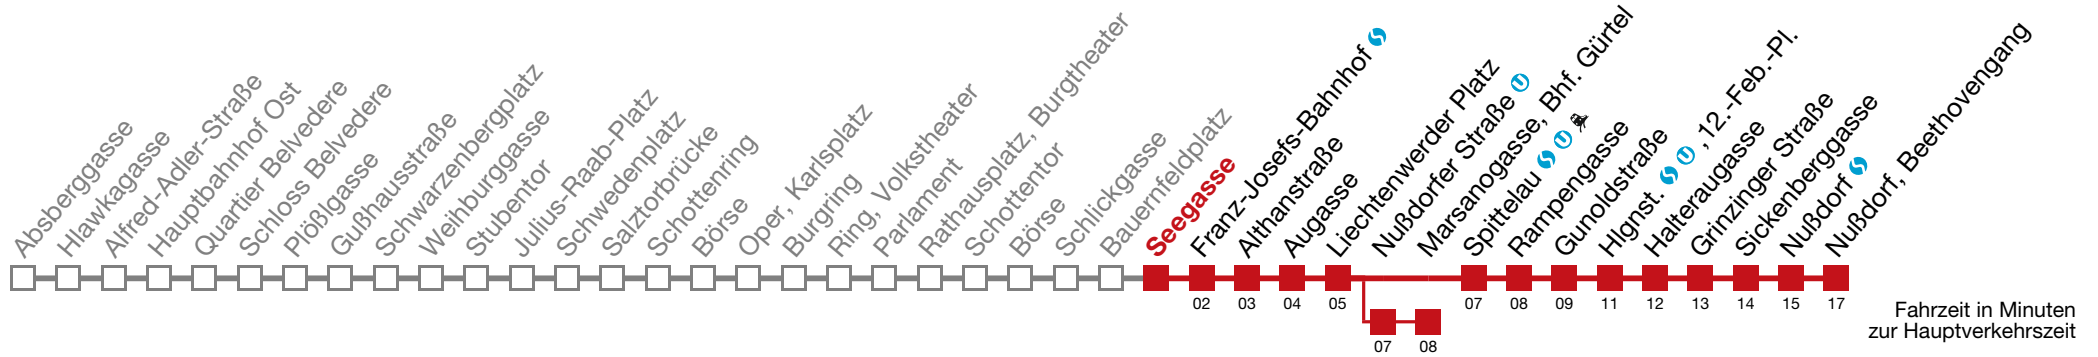 Absberggasse
Hlawkagasse
Alfred-Adler-Straße
Hauptbahnhof Ost
Quartier Belvedere
Schloss Belvedere
Plößlgasse
Gußhausstraße
Schwarzenbergplatz
Weihburggasse
Stubentor
Julius-Raab-Platz
Schwedenplatz
Salztorbrücke
Schottenring
Börse
Oper, Karlsplatz
Burgring
Ring, Volkstheater
Parlament
Rathausplatz, Burgtheater
Schottentor
Börse
Schlickgasse
Bauernfeldplatz
Seegasse
Franz-Josefs-Bahnhof S
Althanstraße
Augasse
Liechtenwerder Platz
Nußdorfer Straße U
Marsanogasse, Bhf. Gürtel
Spittelau S U
Rampengasse
Gunoldstraße
Hlgnst. S U , 12.-Feb.-Pl.
Halteraugasse
Grinzinger Straße
Sickenberggasse
Nußdorf S
Nußdorf, Beethovengang
02 03 04 05 07 08 09 11 12 13 14 15 17
07 08
Fahrzeit in Minuten
zur Hauptverkehrszeit